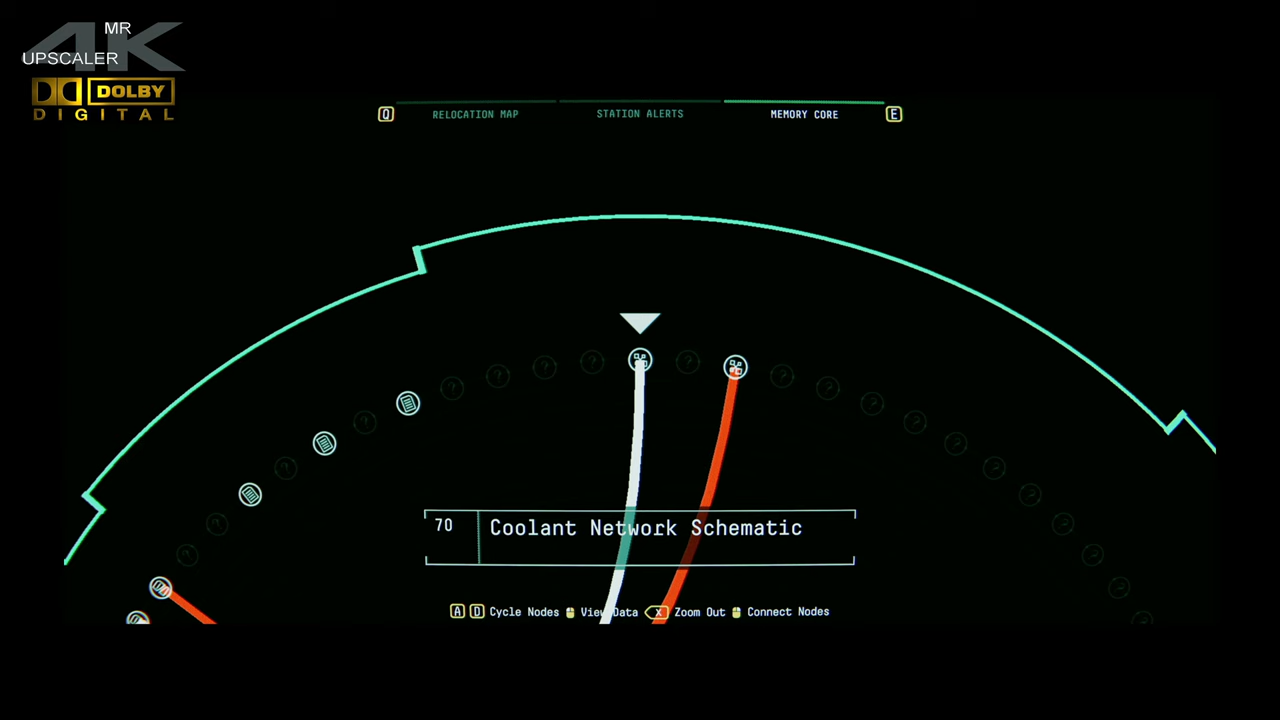 4K
MR
UPSCALER
DOLBY
DIGITAL
Q RELOCATION MAP STATION ALERTS MEMORY CORE E
? ? ? ? ? ? ? ? ? ? ? ? ? ? ? ? ? ? ? ?
70 Coolant Network Schematic
A D Cycle Nodes View Data X Zoom Out Connect Nodes